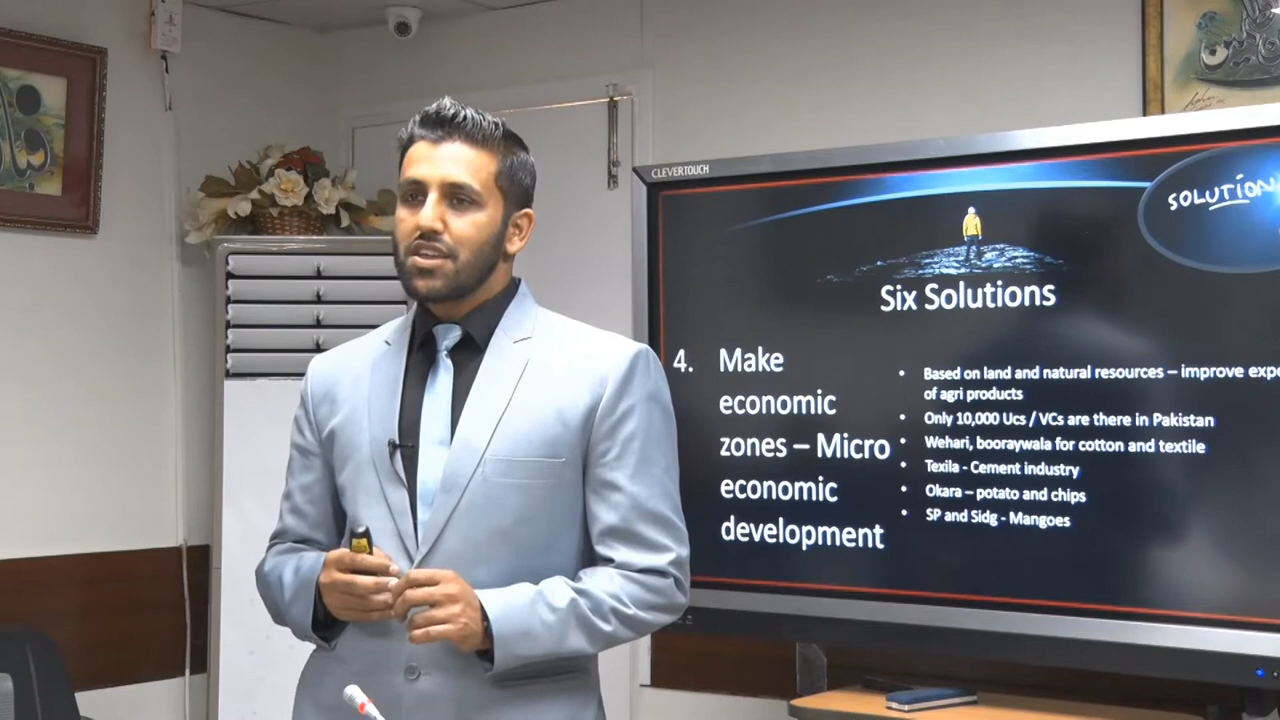 CLEVERTOUCH
SOLUTION
Six Solutions
4. Make
economic
zones – Micro
economic
development
• Based on land and natural resources – improve expo
of agri products
• Only 10,000 Ucs / VCs are there in Pakistan
• Wehari, booraywala for cotton and textile
• Texila - Cement industry
• Okara – potato and chips
• SP and Sidg - Mangoes